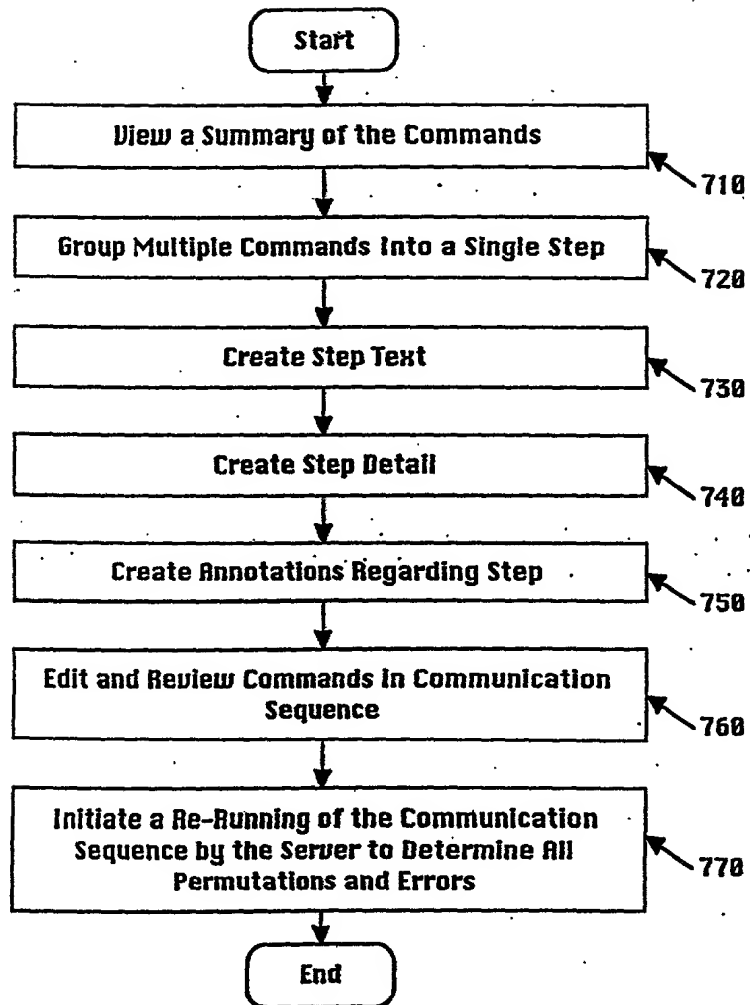 Start
View a Summary of the Commands
710
Group Multiple Commands Into a Single Step
720
Create Step Text
730
Create Step Detail
740
Create Annotations Regarding Step
750
Edit and Review Commands in Communication
Sequence
760
Initiate a Re-Running of the Communication
Sequence by the Server to Determine All
Permutations and Errors
770
End